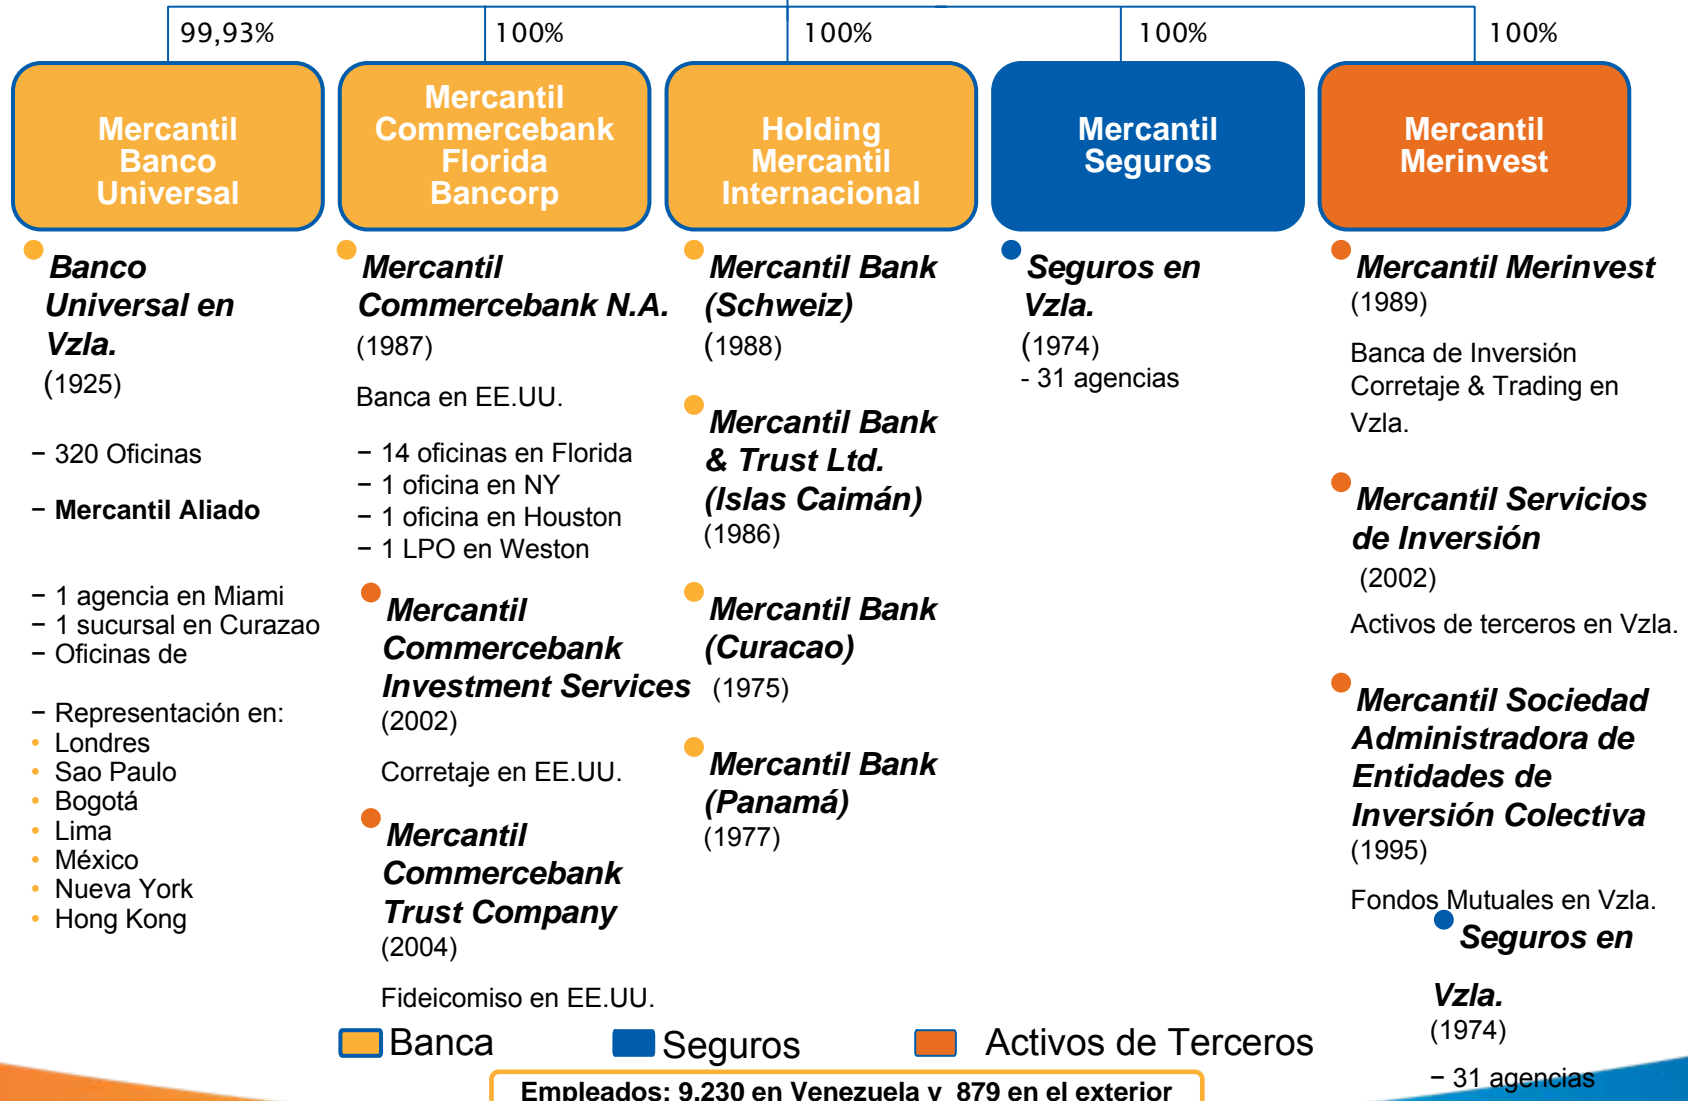 99,93%
100%
100%
100%
100%
Mercantil
Banco
Universal
Mercantil
Commercebank
Florida
Bancorp
Holding
Mercantil
Internacional
Mercantil
Seguros
Mercantil
Merinvest
Banco
Universal en
Vzla.
(1925)
− 320 Oficinas
− Mercantil Aliado
− 1 agencia en Miami
− 1 sucursal en Curazao
− Oficinas de
− Representación en:
• Londres
• Sao Paulo
• Bogotá
• Lima
• México
• Nueva York
• Hong Kong
Mercantil
Commercebank N.A.
(1987)
Banca en EE.UU.
− 14 oficinas en Florida
− 1 oficina en NY
− 1 oficina en Houston
− 1 LPO en Weston
Mercantil
Commercebank
Investment Services
(2002)
Corretaje en EE.UU.
Mercantil
Commercebank
Trust Company
(2004)
Fideicomiso en EE.UU.
Mercantil Bank
(Schweiz)
(1988)
Mercantil Bank
& Trust Ltd.
(Islas Caimán)
(1986)
Mercantil Bank
(Curacao)
(1975)
Mercantil Bank
(Panamá)
(1977)
Seguros en
Vzla.
(1974)
- 31 agencias
Mercantil Merinvest
(1989)
Banca de Inversión
Corretaje & Trading en
Vzla.
Mercantil Servicios
de Inversión
(2002)
Activos de terceros en Vzla.
Mercantil Sociedad
Administradora de
Entidades de
Inversión Colectiva
(1995)
Fondos Mutuales en Vzla.
Seguros en
Vzla.
(1974)
− 31 agencias
Banca
Seguros
Activos de Terceros
Empleados: 9.230 en Venezuela y 879 en el exterior